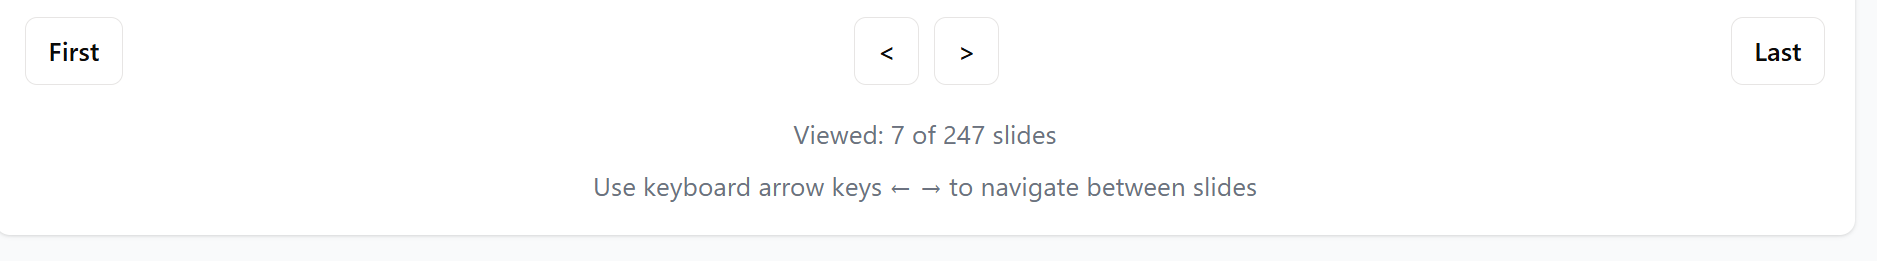 First < > Last
Viewed: 7 of 247 slides
Use keyboard arrow keys ← → to navigate between slides